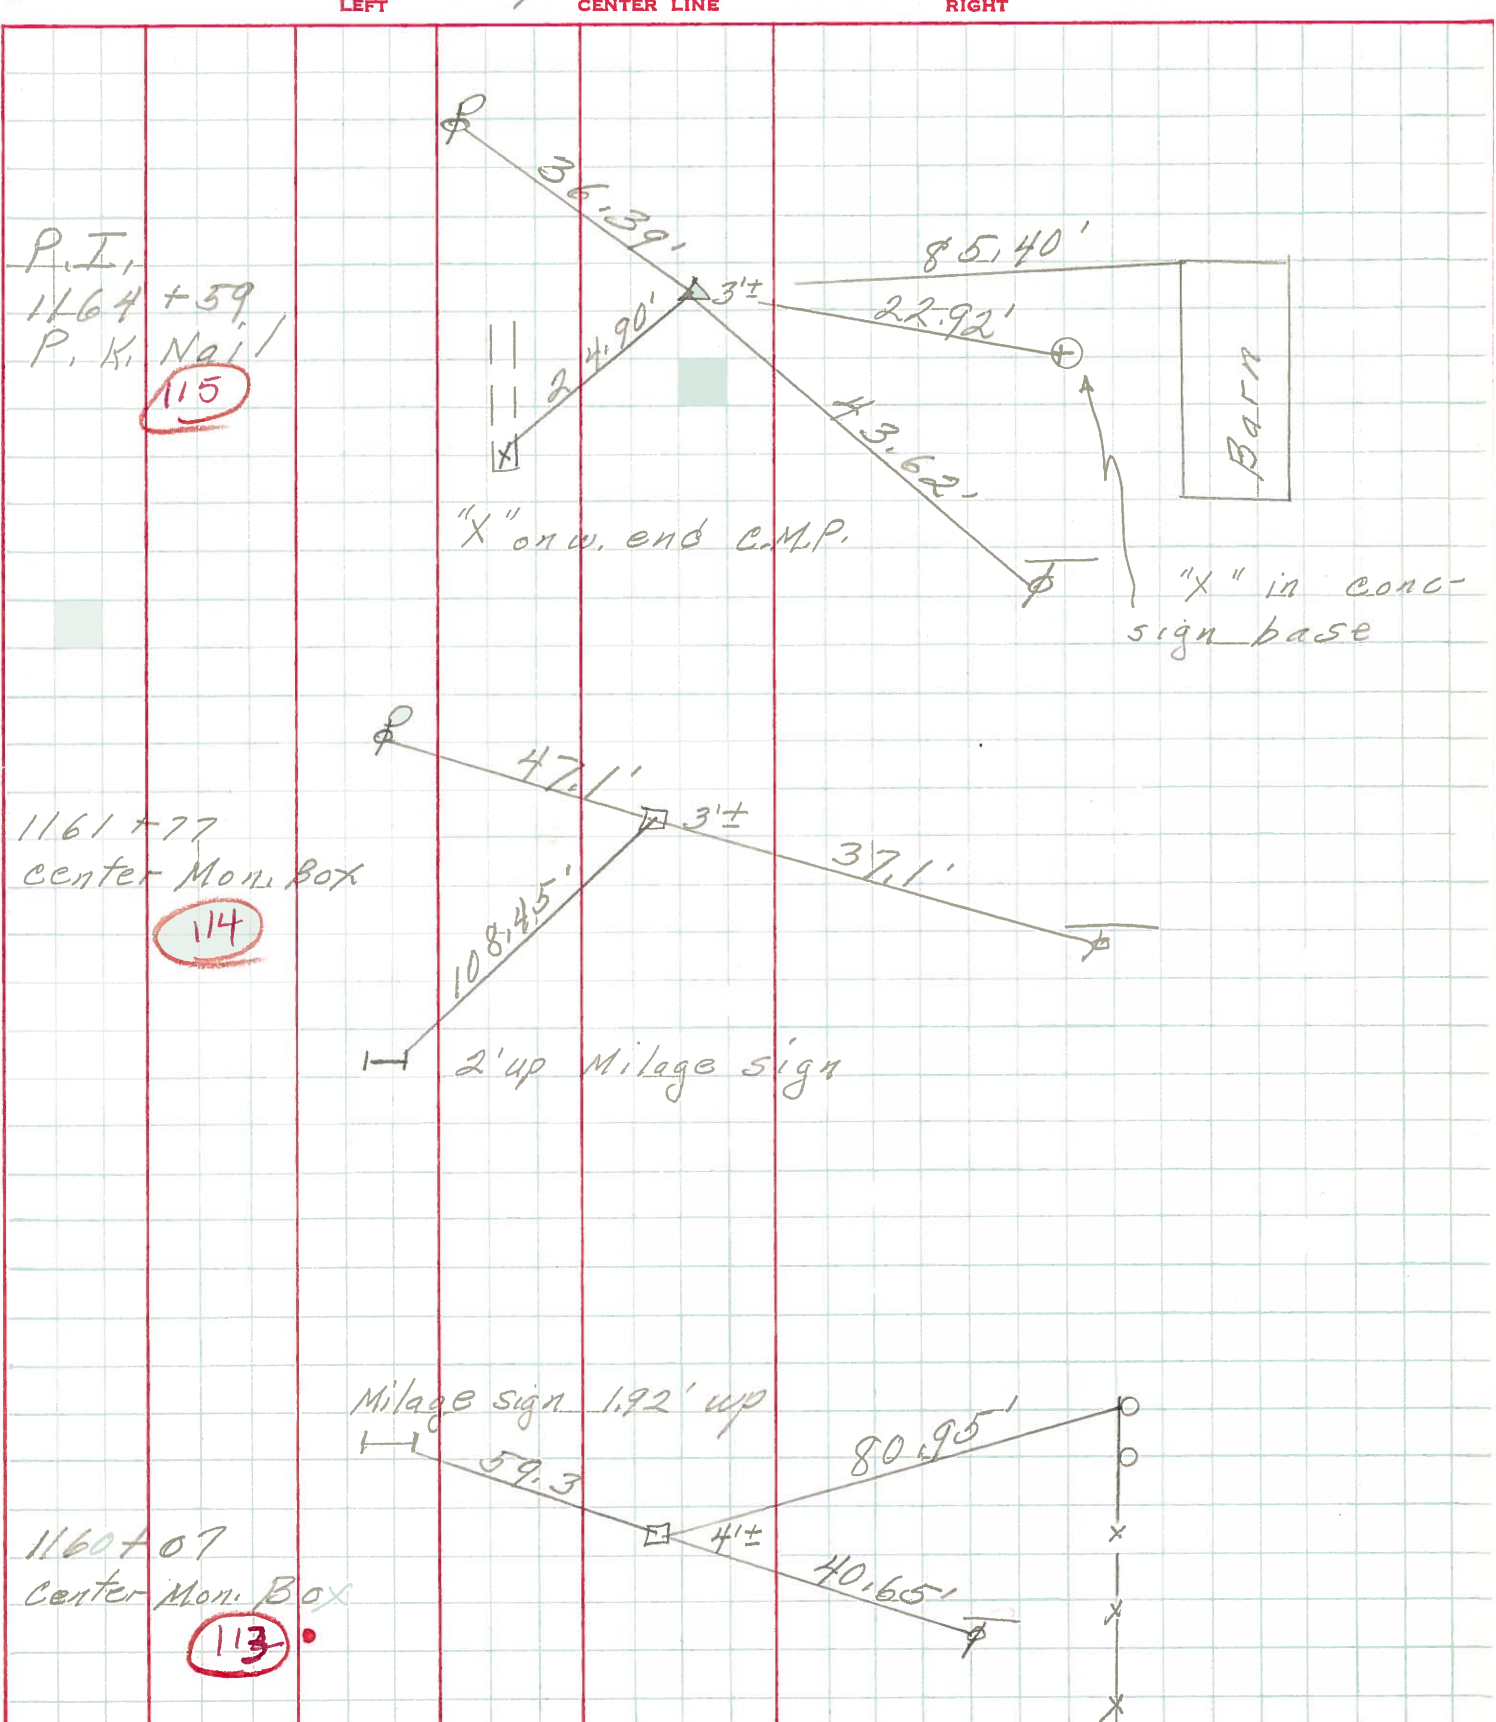 LEFT CENTER LINE RIGHT
36.39'
P.I.
1164 + 59
P. K. Nail
115
3'±
85.40'
22.92'
24.90'
43.62'
Barn
X
"X" on w. end C.M.P.
"X" in conc-
sign base
47.1'
1161 + 77
center Mon. Box
114
3'±
37.1'
108.45'
2' up Milage sign
Milage sign 1.92' up
59.3
80.95'
1160 + 07
center Mon. Box
113
4'±
40.65'